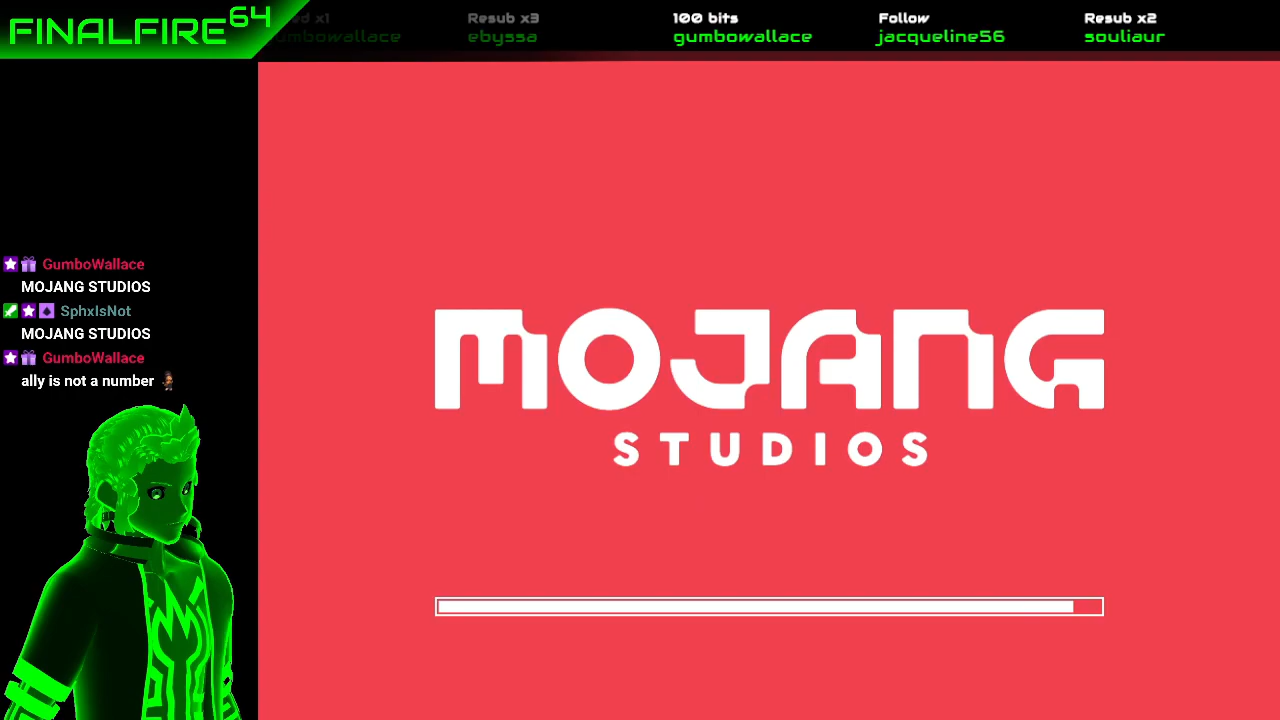 FINALFIRE64
x1
Resub x3
100 bits
Follow
Resub x2
ebyssa
gumbowallace
jacqueline56
souliaur
GumboWallace
MOJANG STUDIOS
SphxIsNot
MOJANG STUDIOS
GumboWallace
ally is not a number
MOJANG
STUDIOS